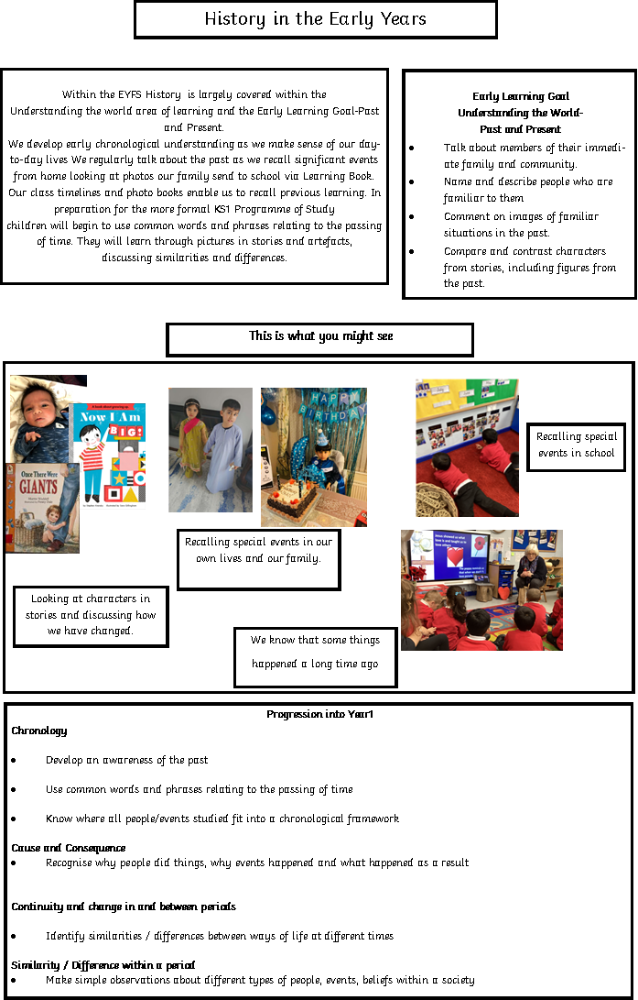 History in the Early Years
Within the EYFS History is largely covered within the
Understanding the world area of learning and the Early Learning Goal-Past
and Present.
We develop early chronological understanding as we make sense of our day-
to-day lives We regularly talk about the past as we recall significant events
from home looking at photos our family send to school via Learning Book.
Our class timelines and photo books enable us to recall previous learning. In
preparation for the more formal KS1 Programme of Study
children will begin to use common words and phrases relating to the passing
of time. They will learn through pictures in stories and artefacts,
discussing similarities and differences.
Early Learning Goal
Understanding the World-
Past and Present
• Talk about members of their immedi-
ate family and community.
• Name and describe people who are
familiar to them
• Comment on images of familiar
situations in the past.
• Compare and contrast characters
from stories, including figures from
the past.
This is what you might see
Now I Am
BIG!
Once There Were
GIANTS
HAPPY
BIRTHDAY
Recalling special
events in school
Recalling special events in our
own lives and our family.
Jesus showed us what
love is and taught us to
love others
Looking at characters in
stories and discussing how
we have changed.
We know that some things
happened a long time ago
Progression into Year1
Chronology
• Develop an awareness of the past
• Use common words and phrases relating to the passing of time
• Know where all people/events studied fit into a chronological framework
Cause and Consequence
• Recognise why people did things, why events happened and what happened as a result
Continuity and change in and between periods
• Identify similarities / differences between ways of life at different times
Similarity / Difference within a period
• Make simple observations about different types of people, events, beliefs within a society